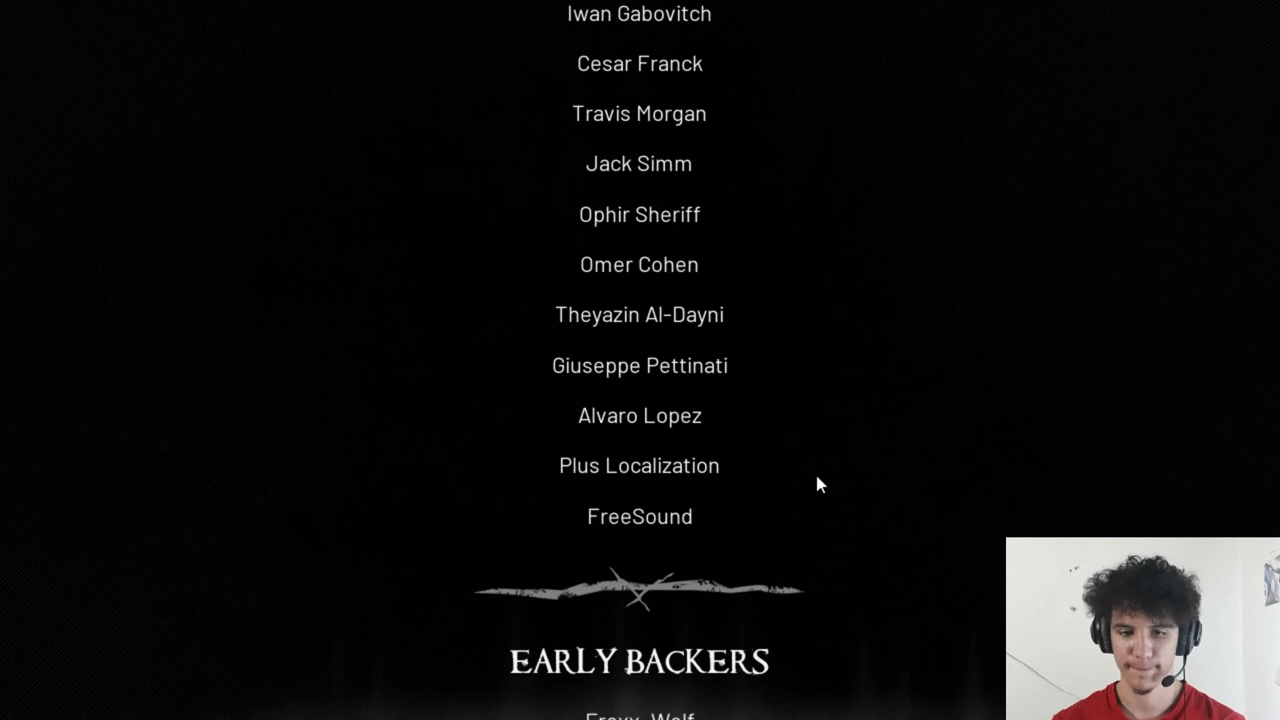 Iwan Gabovitch
Cesar Franck
Travis Morgan
Jack Simm
Ophir Sheriff
Omer Cohen
Theyazin Al-Dayni
Giuseppe Pettinati
Alvaro Lopez
Plus Localization
FreeSound
EARLY BACKERS